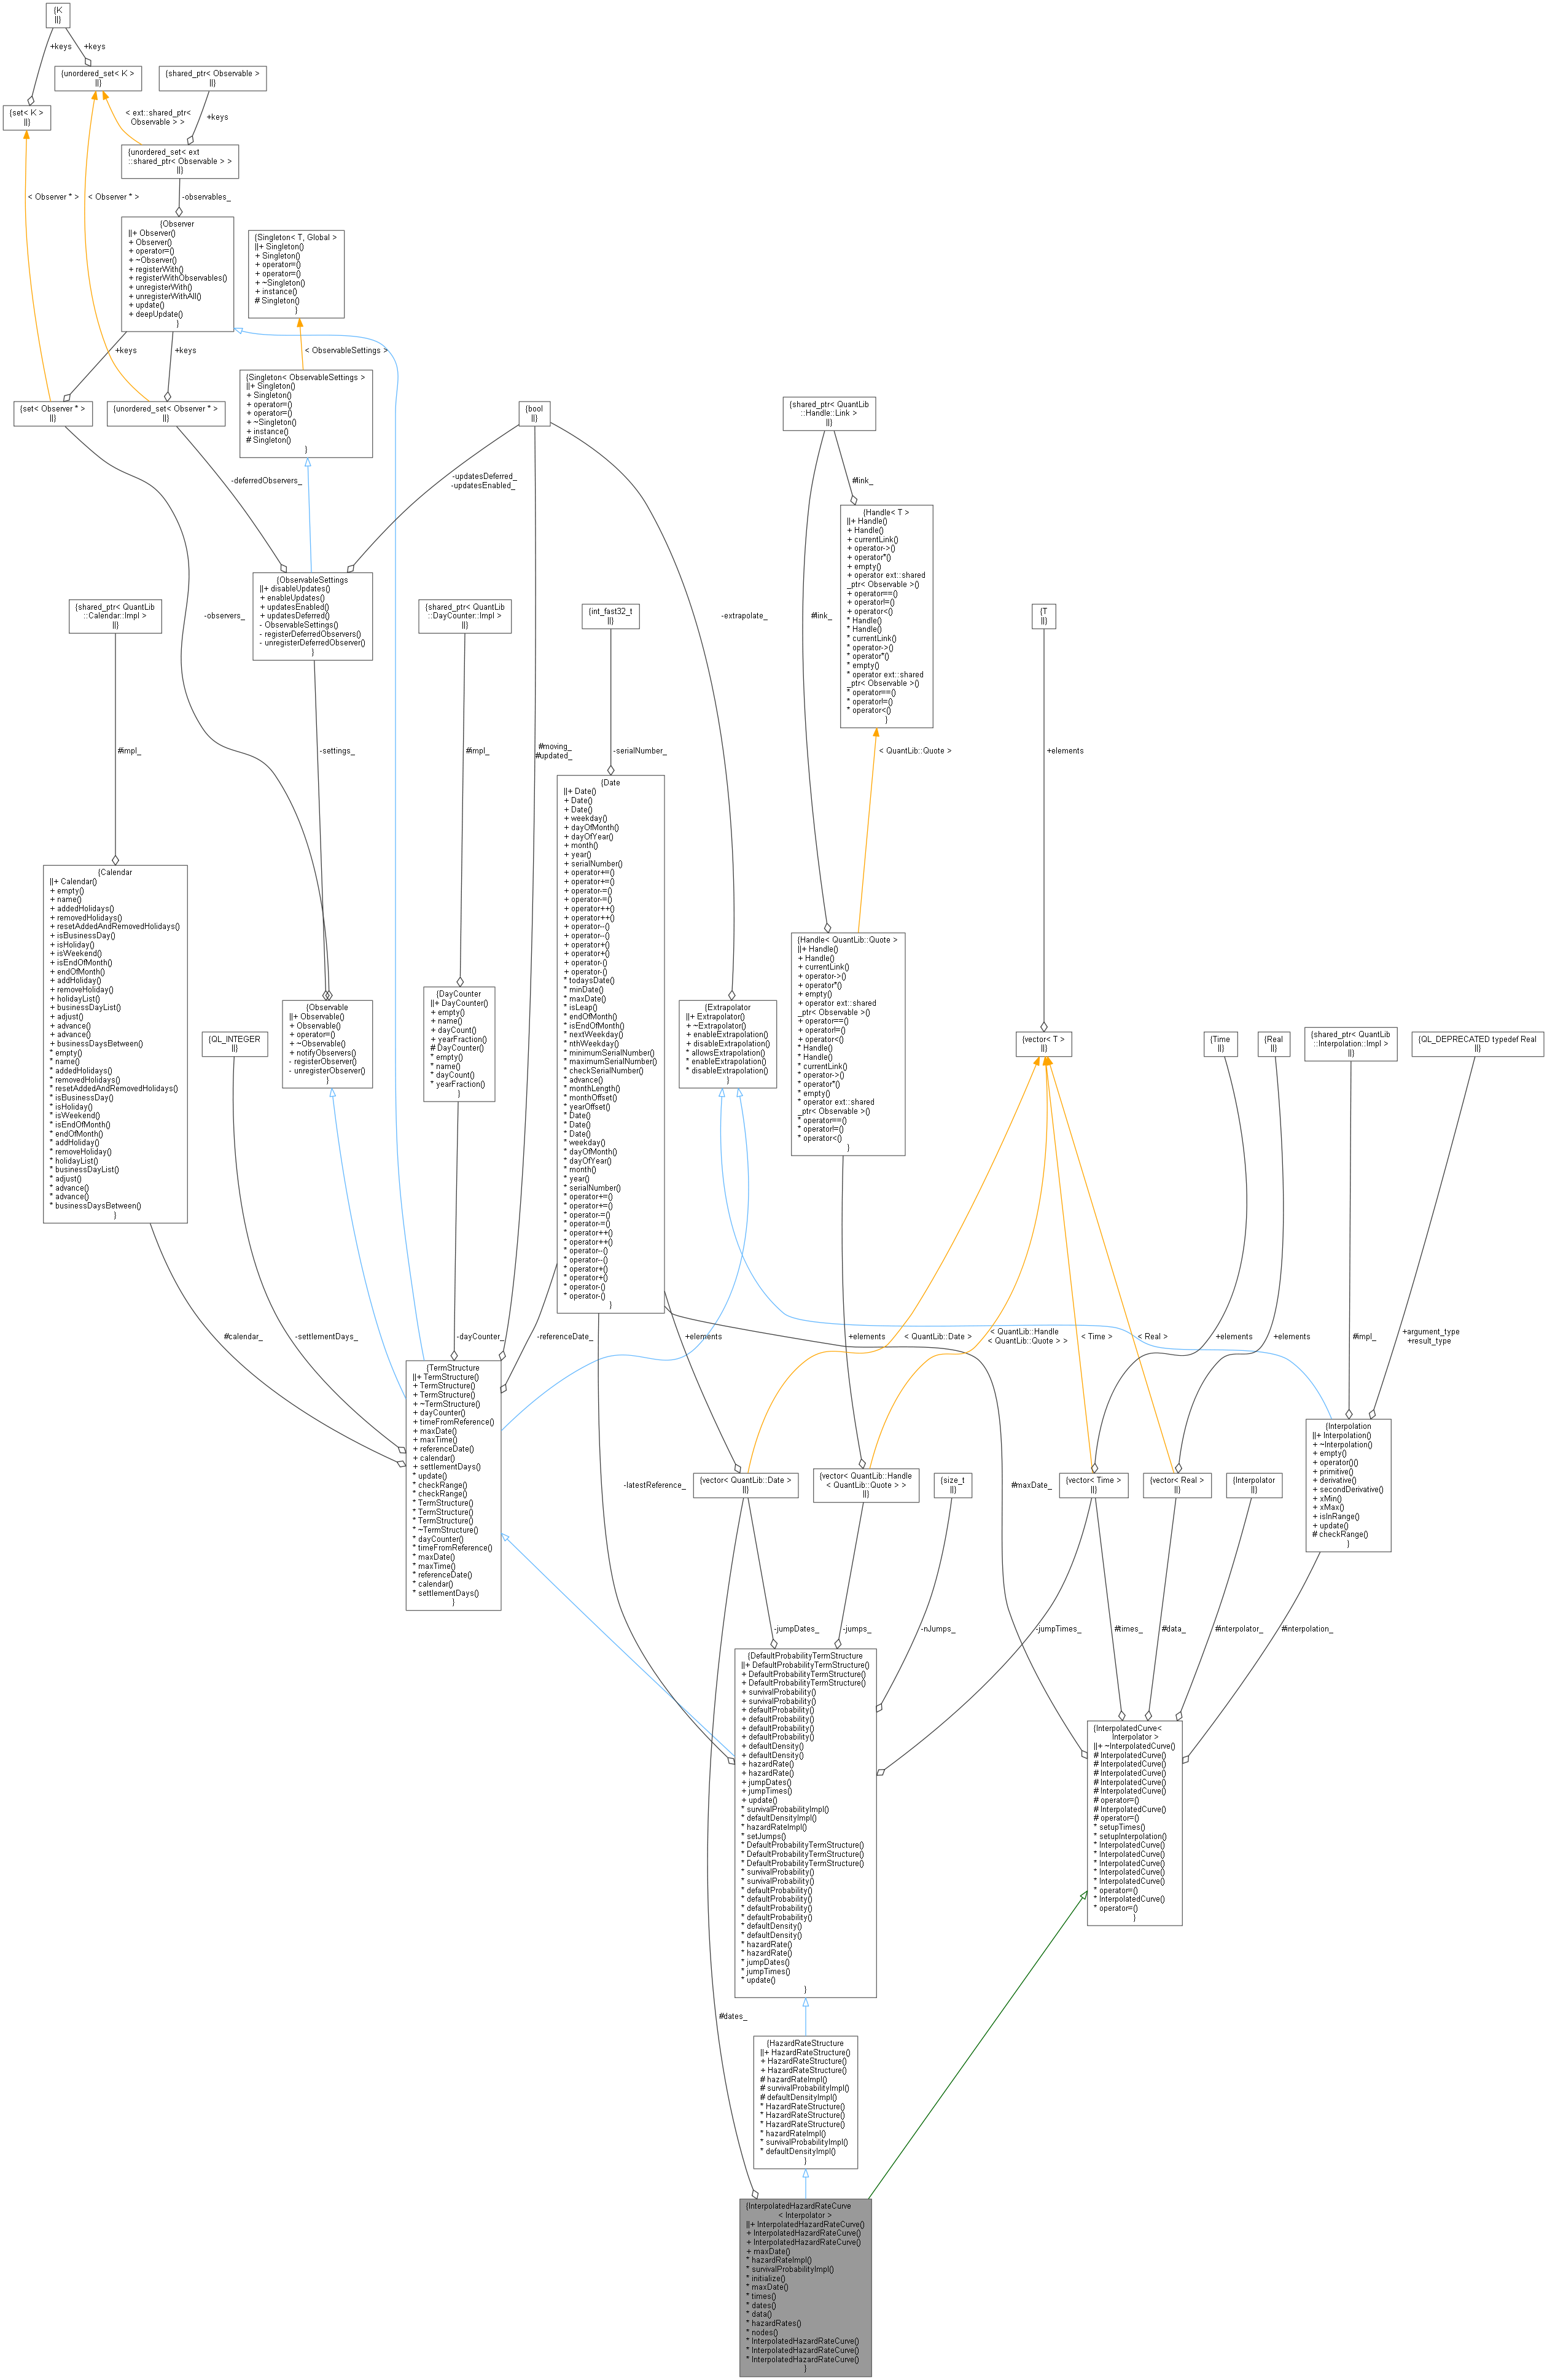 {K
||}
+keys
+keys
{unordered_set< K >
||}
{shared_ptr< Observable >
||}
{set< K >
||}
< ext::shared_ptr<
Observable > >
+keys
{unordered_set< ext
::shared_ptr< Observable > >
||}
< Observer * >
< Observer * >
-observables_
{Observer
||+ Observer()
+ Observer()
+ operator=()
+ ~Observer()
+ registerWith()
+ registerWithObservables()
+ unregisterWith()
+ unregisterWithAll()
+ update()
+ deepUpdate()
}
{Singleton< T, Global >
||+ Singleton()
+ Singleton()
+ operator=()
+ operator=()
+ ~Singleton()
+ instance()
# Singleton()
}
+keys
+keys
< ObservableSettings >
{set< Observer * >
||}
{unordered_set< Observer * >
||}
{Singleton< ObservableSettings >
||+ Singleton()
+ Singleton()
+ operator=()
+ operator=()
+ ~Singleton()
+ instance()
# Singleton()
}
{bool
||}
{shared_ptr< QuantLib
::Handle::Link >
||}
-deferredObservers_
-updatesDeferred_
-updatesEnabled_
#link_
{Handle< T >
||+ Handle()
+ Handle()
+ currentLink()
+ operator->()
+ operator*()
+ empty()
+ operator ext::shared
_ptr< Observable >()
+ operator==()
+ operator!=()
+ operator<()
* Handle()
* Handle()
* currentLink()
* operator->()
* operator*()
* empty()
* operator ext::shared
_ptr< Observable >()
* operator==()
* operator!=()
* operator<()
}
{ObservableSettings
||+ disableUpdates()
+ enableUpdates()
+ updatesEnabled()
+ updatesDeferred()
- ObservableSettings()
- registerDeferredObservers()
- unregisterDeferredObserver()
}
-observers_
-extrapolate_
#link_
{shared_ptr< QuantLib
::Calendar::Impl >
||}
{shared_ptr< QuantLib
::DayCounter::Impl >
||}
{int_fast32_t
||}
{T
||}
#impl_
-settings_
#impl_
#moving_
#updated_
-serialNumber_
< QuantLib::Quote >
+elements
{Calendar
||+ Calendar()
+ empty()
+ name()
+ addedHolidays()
+ removedHolidays()
+ resetAddedAndRemovedHolidays()
+ isBusinessDay()
+ isHoliday()
+ isWeekend()
+ isEndOfMonth()
+ endOfMonth()
+ addHoliday()
+ removeHoliday()
+ holidayList()
+ businessDayList()
+ adjust()
+ advance()
+ advance()
+ businessDaysBetween()
* empty()
* name()
* addedHolidays()
* removedHolidays()
* resetAddedAndRemovedHolidays()
* isBusinessDay()
* isHoliday()
* isWeekend()
* isEndOfMonth()
* endOfMonth()
* addHoliday()
* removeHoliday()
* holidayList()
* businessDayList()
* adjust()
* advance()
* advance()
* businessDaysBetween()
}
{QL_INTEGER
||}
{Observable
||+ Observable()
+ Observable()
+ operator=()
+ ~Observable()
+ notifyObservers()
- registerObserver()
- unregisterObserver()
}
{DayCounter
||+ DayCounter()
+ empty()
+ name()
+ dayCount()
+ yearFraction()
# DayCounter()
* empty()
* name()
* dayCount()
* yearFraction()
}
{Date
||+ Date()
+ Date()
+ Date()
+ weekday()
+ dayOfMonth()
+ dayOfYear()
+ month()
+ year()
+ serialNumber()
+ operator+=()
+ operator+=()
+ operator-=()
+ operator-=()
+ operator++()
+ operator++()
+ operator--()
+ operator--()
+ operator+()
+ operator+()
+ operator-()
+ operator-()
* todaysDate()
* minDate()
* maxDate()
* isLeap()
* endOfMonth()
* isEndOfMonth()
* nextWeekday()
* nthWeekday()
* minimumSerialNumber()
* maximumSerialNumber()
* checkSerialNumber()
* advance()
* monthLength()
* monthOffset()
* yearOffset()
* Date()
* Date()
* Date()
* weekday()
* dayOfMonth()
* dayOfYear()
* month()
* year()
* serialNumber()
* operator+=()
* operator+=()
* operator-=()
* operator-=()
* operator++()
* operator++()
* operator--()
* operator--()
* operator+()
* operator+()
* operator-()
* operator-()
}
{Extrapolator
||+ Extrapolator()
+ ~Extrapolator()
+ enableExtrapolation()
+ disableExtrapolation()
* allowsExtrapolation()
* enableExtrapolation()
* disableExtrapolation()
}
{Handle< QuantLib::Quote >
||+ Handle()
+ Handle()
+ currentLink()
+ operator->()
+ operator*()
+ empty()
+ operator ext::shared
_ptr< Observable >()
+ operator==()
+ operator!=()
+ operator<()
* Handle()
* Handle()
* currentLink()
* operator->()
* operator*()
* empty()
* operator ext::shared
_ptr< Observable >()
* operator==()
* operator!=()
* operator<()
}
{vector< T >
||}
{Time
||}
{Real
||}
{shared_ptr< QuantLib
::Interpolation::Impl >
||}
{QL_DEPRECATED typedef Real
||}
#calendar_
-settlementDays_
-dayCounter_
-referenceDate_
+elements
+elements
< QuantLib::Date >
< QuantLib::Handle
< QuantLib::Quote > >
< Time >
< Real >
+elements
+elements
#impl_
+argument_type
+result_type
{TermStructure
||+ TermStructure()
+ TermStructure()
+ TermStructure()
+ ~TermStructure()
+ dayCounter()
+ timeFromReference()
+ maxDate()
+ maxTime()
+ referenceDate()
+ calendar()
+ settlementDays()
* update()
* checkRange()
* checkRange()
* TermStructure()
* TermStructure()
* TermStructure()
* ~TermStructure()
* dayCounter()
* timeFromReference()
* maxDate()
* maxTime()
* referenceDate()
* calendar()
* settlementDays()
}
-latestReference_
{vector< QuantLib::Date >
||}
{vector< QuantLib::Handle
< QuantLib::Quote > >
||}
{size_t
||}
#maxDate_
{vector< Time >
||}
{vector< Real >
||}
{Interpolator
||}
{Interpolation
||+ Interpolation()
+ ~Interpolation()
+ empty()
+ operator()()
+ primitive()
+ derivative()
+ secondDerivative()
+ xMin()
+ xMax()
+ isInRange()
+ update()
# checkRange()
}
-jumpDates_
-jumps_
-nJumps_
-jumpTimes_
#times_
#data_
#interpolator_
#interpolation_
{DefaultProbabilityTermStructure
||+ DefaultProbabilityTermStructure()
+ DefaultProbabilityTermStructure()
+ DefaultProbabilityTermStructure()
+ survivalProbability()
+ survivalProbability()
+ defaultProbability()
+ defaultProbability()
+ defaultProbability()
+ defaultProbability()
+ defaultDensity()
+ defaultDensity()
+ hazardRate()
+ hazardRate()
+ jumpDates()
+ jumpTimes()
+ update()
* survivalProbabilityImpl()
* defaultDensityImpl()
* hazardRateImpl()
* setJumps()
* DefaultProbabilityTermStructure()
* DefaultProbabilityTermStructure()
* DefaultProbabilityTermStructure()
* survivalProbability()
* survivalProbability()
* defaultProbability()
* defaultProbability()
* defaultProbability()
* defaultProbability()
* defaultDensity()
* defaultDensity()
* hazardRate()
* hazardRate()
* jumpDates()
* jumpTimes()
* update()
}
{InterpolatedCurve<
Interpolator >
||+ ~InterpolatedCurve()
# InterpolatedCurve()
# InterpolatedCurve()
# InterpolatedCurve()
# InterpolatedCurve()
# InterpolatedCurve()
# operator=()
# InterpolatedCurve()
# operator=()
* setupTimes()
* setupInterpolation()
* InterpolatedCurve()
* InterpolatedCurve()
* InterpolatedCurve()
* InterpolatedCurve()
* InterpolatedCurve()
* operator=()
* InterpolatedCurve()
* operator=()
}
#dates_
{HazardRateStructure
||+ HazardRateStructure()
+ HazardRateStructure()
+ HazardRateStructure()
# hazardRateImpl()
# survivalProbabilityImpl()
# defaultDensityImpl()
* HazardRateStructure()
* HazardRateStructure()
* HazardRateStructure()
* hazardRateImpl()
* survivalProbabilityImpl()
* defaultDensityImpl()
}
{InterpolatedHazardRateCurve
< Interpolator >
||+ InterpolatedHazardRateCurve()
+ InterpolatedHazardRateCurve()
+ InterpolatedHazardRateCurve()
+ maxDate()
* hazardRateImpl()
* survivalProbabilityImpl()
* initialize()
* maxDate()
* times()
* dates()
* data()
* hazardRates()
* nodes()
* InterpolatedHazardRateCurve()
* InterpolatedHazardRateCurve()
* InterpolatedHazardRateCurve()
}